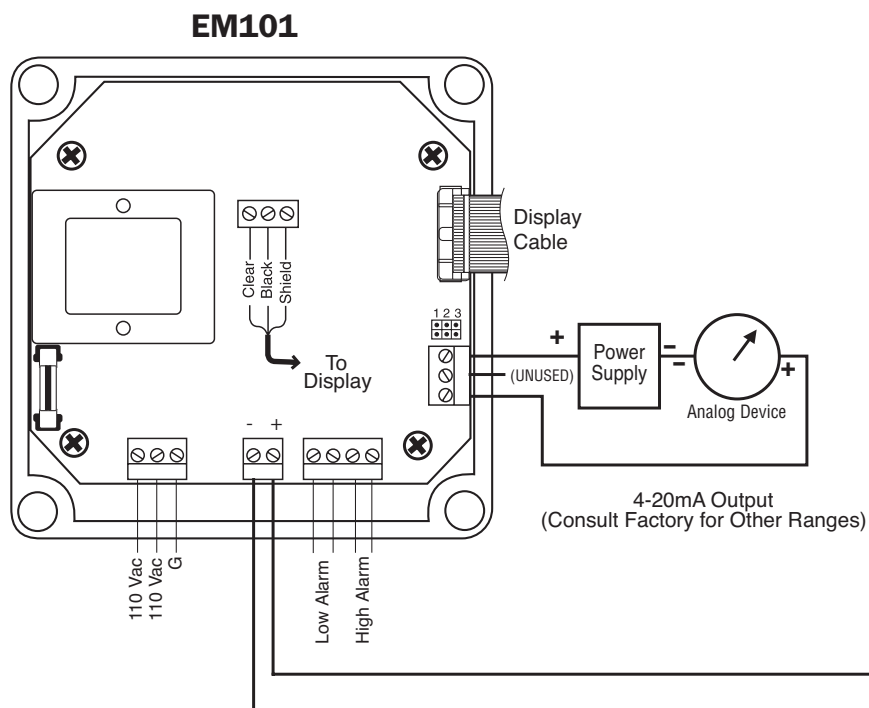 EM101
Clear
Black
Shield
To
Display
Display
Cable
1 2 3
+
Power
Supply
–
–
+
(UNUSED)
Analog Device
- +
4-20mA Output
(Consult Factory for Other Ranges)
110 Vac
110 Vac
G
Low Alarm
High Alarm